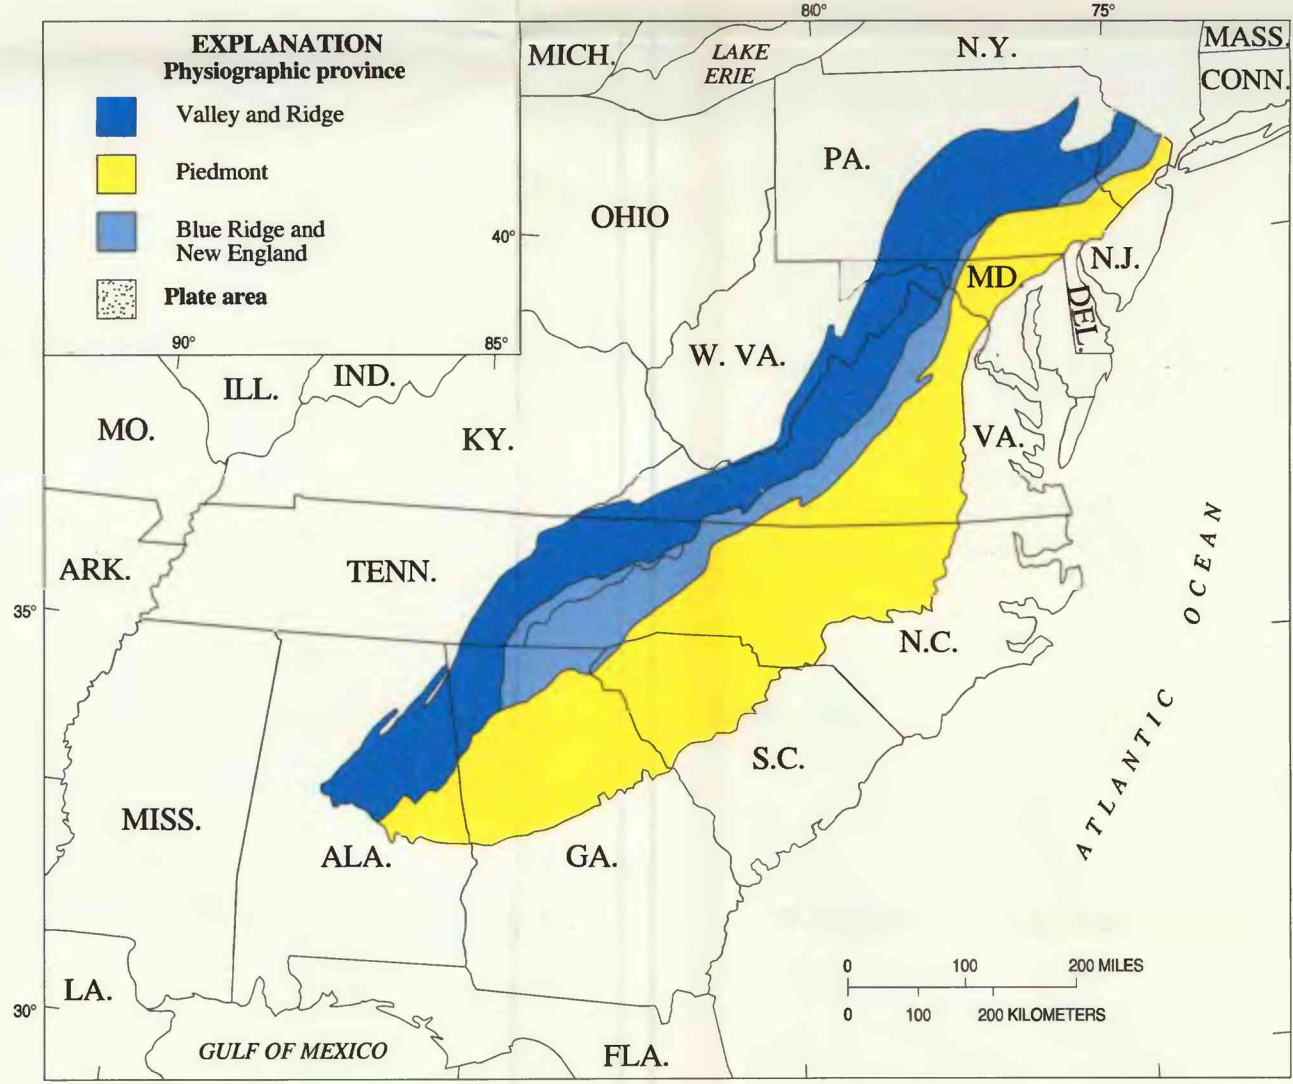 80°
75°
EXPLANATION
Physiographic province
Valley and Ridge
Piedmont
Blue Ridge and
New England
Plate area
MICH.
LAKE
ERIE
N.Y.
MASS.
CONN.
PA.
OHIO
40°
N.J.
MD.
DEL.
W. VA.
90°
85°
ILL.
IND.
MO.
KY.
VA.
ARK.
TENN.
35°
N.C.
ATLANTIC OCEAN
S.C.
MISS.
ALA.
GA.
LA.
30°
GULF OF MEXICO
FLA.
0 100 200 MILES
0 100 200 KILOMETERS